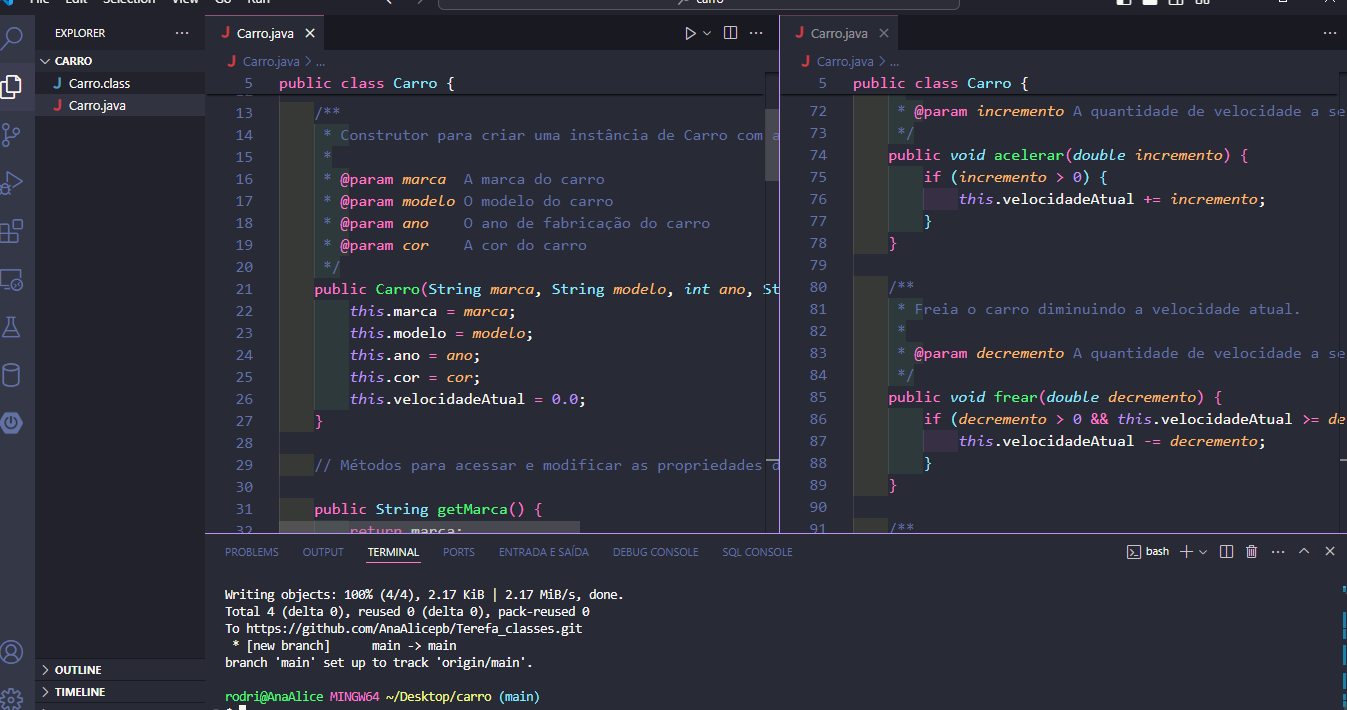 File Edit Selection View Go Run
carro
EXPLORER ...
CARRO
J Carro.class
J Carro.java
OUTLINE
TIMELINE
J Carro.java
J Carro.java > ...
5 public class Carro {
13 /**
14 * Construtor para criar uma instância de Carro com a
15 *
16 * @param marca A marca do carro
17 * @param modelo O modelo do carro
18 * @param ano O ano de fabricação do carro
19 * @param cor A cor do carro
20 */
21 public Carro(String marca, String modelo, int ano, St
22 this.marca = marca;
23 this.modelo = modelo;
24 this.ano = ano;
25 this.cor = cor;
26 this.velocidadeAtual = 0.0;
27 }
28
29 // Métodos para acessar e modificar as propriedades d
30
31 public String getMarca() {
32 return marca;
J Carro.java
J Carro.java > ...
5 public class Carro {
72 * @param incremento A quantidade de velocidade a se
73 */
74 public void acelerar(double incremento) {
75 if (incremento > 0) {
76 this.velocidadeAtual += incremento;
77 }
78 }
79
80 /**
81 * Freia o carro diminuindo a velocidade atual.
82 *
83 * @param decremento A quantidade de velocidade a se
84 */
85 public void frear(double decremento) {
86 if (decremento > 0 && this.velocidadeAtual >= de
87 this.velocidadeAtual -= decremento;
88 }
89 }
90
91 /**
PROBLEMS OUTPUT TERMINAL PORTS ENTRADA E SAÍDA DEBUG CONSOLE SQL CONSOLE
bash
Writing objects: 100% (4/4), 2.17 KiB | 2.17 MiB/s, done.
Total 4 (delta 0), reused 0 (delta 0), pack-reused 0
To https://github.com/AnaAlicepb/Terefa_classes.git
* [new branch] main -> main
branch 'main' set up to track 'origin/main'.
rodri@AnaAlice MINGW64 ~/Desktop/carro (main)